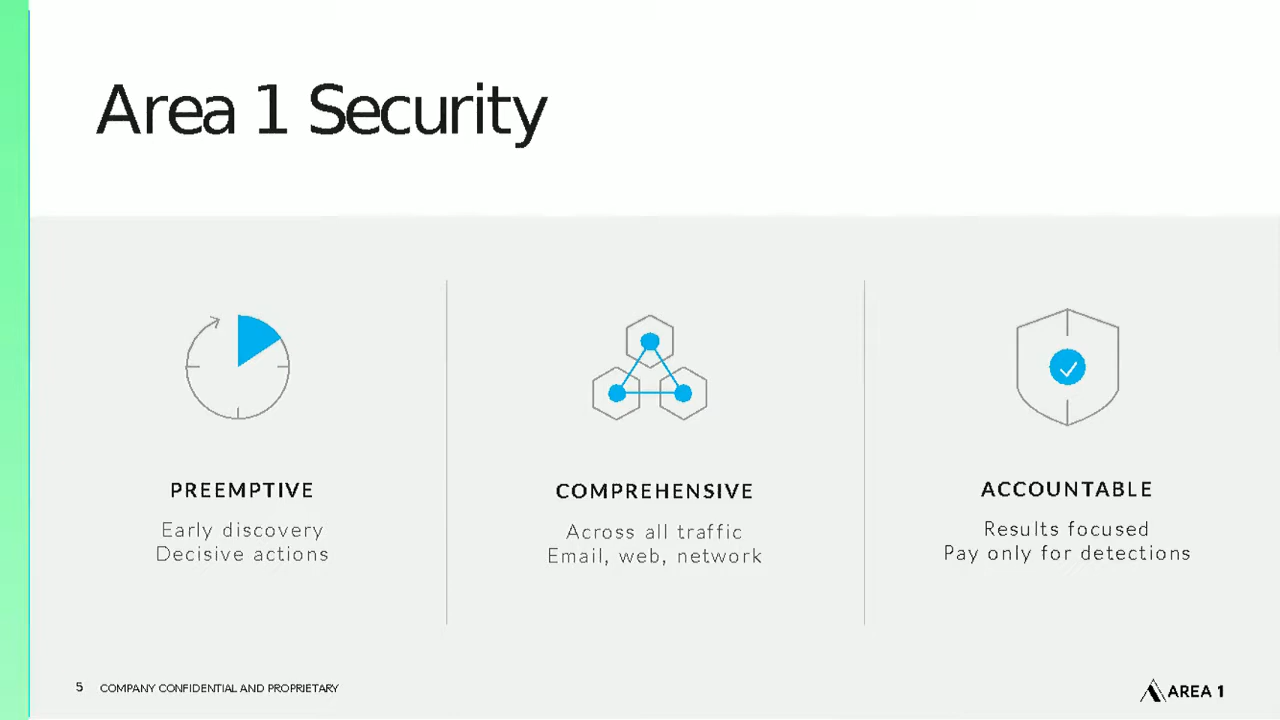 Area 1 Security
PREEMPTIVE
Early discovery
Decisive actions
COMPREHENSIVE
Across all traffic
Email, web, network
ACCOUNTABLE
Results focused
Pay only for detections
5 COMPANY CONFIDENTIAL AND PROPRIETARY
AREA 1